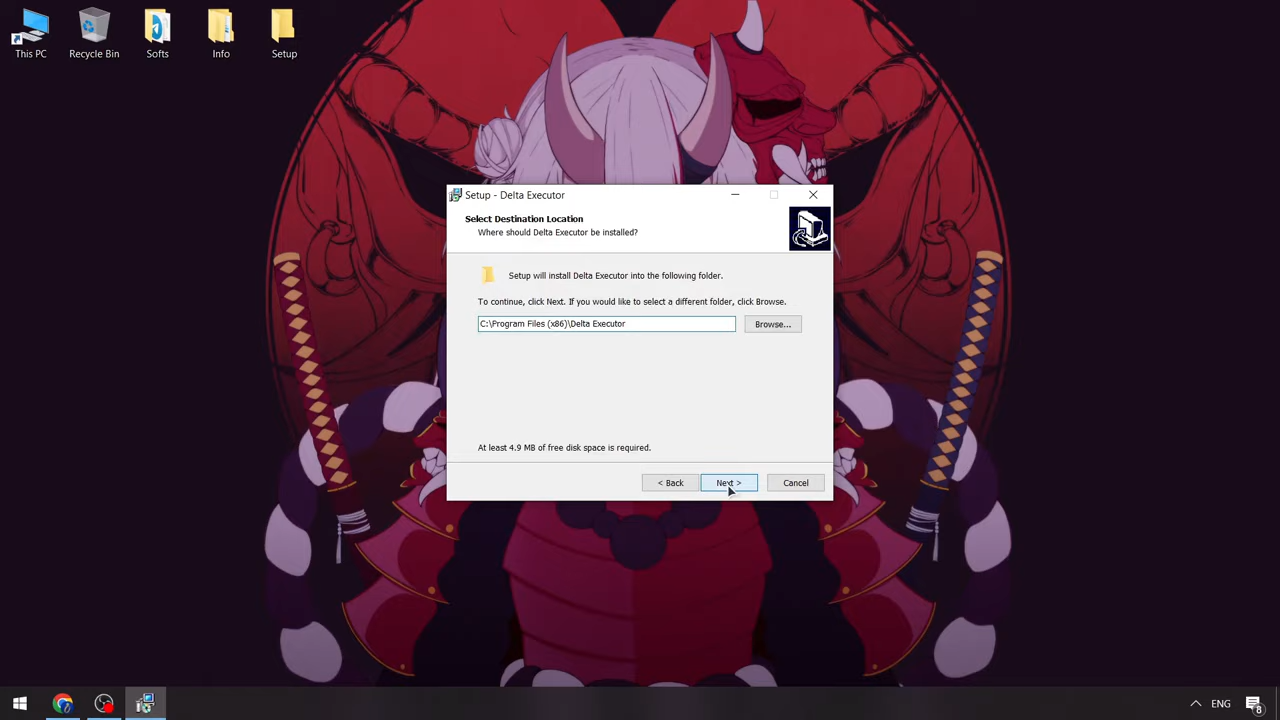 This PC
Recycle Bin
Softs
Info
Setup
Setup - Delta Executor
Select Destination Location
Where should Delta Executor be installed?
Setup will install Delta Executor into the following folder.
To continue, click Next. If you would like to select a different folder, click Browse.
C:\Program Files (x86)\Delta Executor
Browse...
At least 4.9 MB of free disk space is required.
< Back
Next >
Cancel
ENG
8